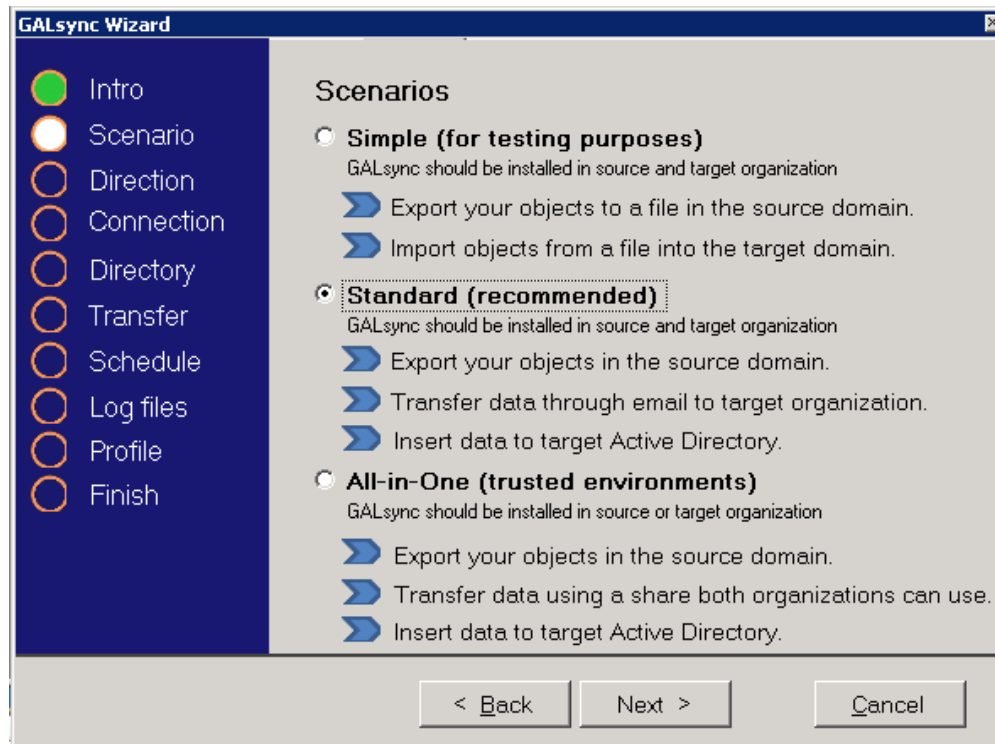 GALsync Wizard
Intro
Scenario
Direction
Connection
Directory
Transfer
Schedule
Log files
Profile
Finish
Scenarios
Simple (for testing purposes)
GALsync should be installed in source and target organization
Export your objects to a file in the source domain.
Import objects from a file into the target domain.
Standard (recommended)
GALsync should be installed in source and target organization
Export your objects in the source domain.
Transfer data through email to target organization.
Insert data to target Active Directory.
All-in-One (trusted environments)
GALsync should be installed in source or target organization
Export your objects in the source domain.
Transfer data using a share both organizations can use.
Insert data to target Active Directory.
< Back
Next >
Cancel